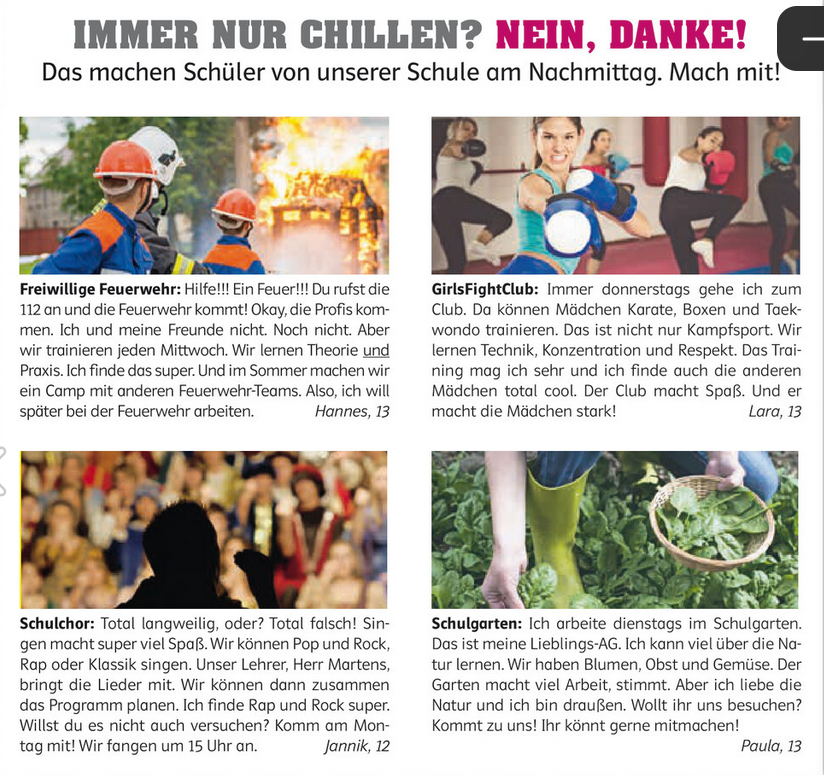 IMMER NUR CHILLEN? NEIN, DANKE!
Das machen Schüler von unserer Schule am Nachmittag. Mach mit!
Freiwillige Feuerwehr: Hilfe!!! Ein Feuer!!! Du rufst die
112 an und die Feuerwehr kommt! Okay, die Profis kom-
men. Ich und meine Freunde nicht. Noch nicht. Aber
wir trainieren jeden Mittwoch. Wir lernen Theorie und
Praxis. Ich finde das super. Und im Sommer machen wir
ein Camp mit anderen Feuerwehr-Teams. Also, ich will
später bei der Feuerwehr arbeiten. Hannes, 13
GirlsFightClub: Immer donnerstags gehe ich zum
Club. Da können Mädchen Karate, Boxen und Taek-
wondo trainieren. Das ist nicht nur Kampfsport. Wir
lernen Technik, Konzentration und Respekt. Das Trai-
ning mag ich sehr und ich finde auch die anderen
Mädchen total cool. Der Club macht Spaß. Und er
macht die Mädchen stark! Lara, 13
Schulchor: Total langweilig, oder? Total falsch! Sin-
gen macht super viel Spaß. Wir können Pop und Rock,
Rap oder Klassik singen. Unser Lehrer, Herr Martens,
bringt die Lieder mit. Wir können dann zusammen
das Programm planen. Ich finde Rap und Rock super.
Willst du es nicht auch versuchen? Komm am Mon-
tag mit! Wir fangen um 15 Uhr an. Jannik, 12
Schulgarten: Ich arbeite dienstags im Schulgarten.
Das ist meine Lieblings-AG. Ich kann viel über die Na-
tur lernen. Wir haben Blumen, Obst und Gemüse. Der
Garten macht viel Arbeit, stimmt. Aber ich liebe die
Natur und ich bin draußen. Wollt ihr uns besuchen?
Kommt zu uns! Ihr könnt gerne mitmachen!
Paula, 13